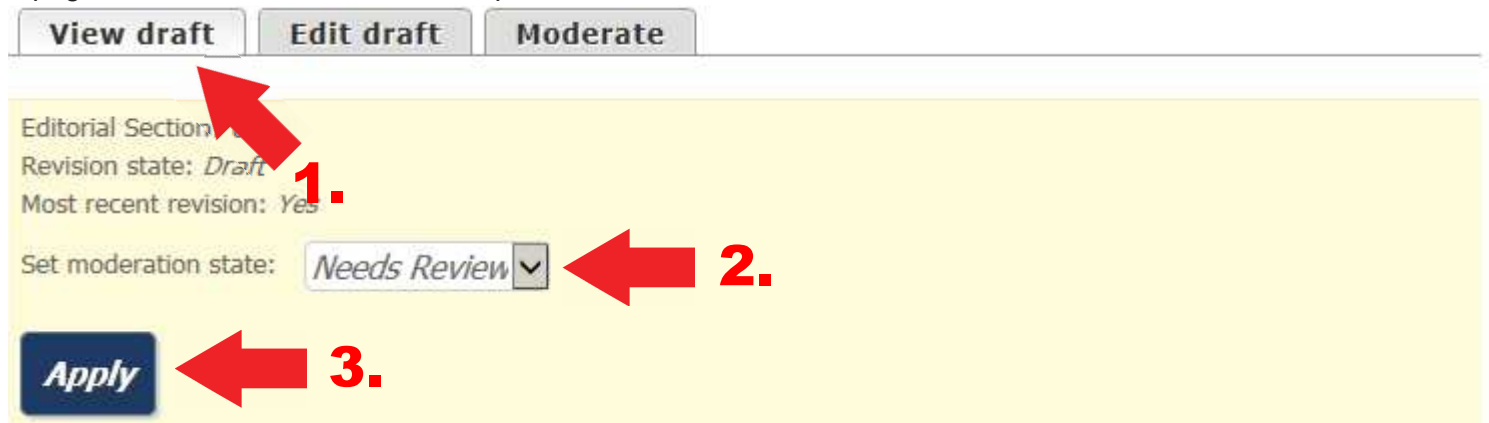 View draft Edit draft Moderate
Editorial Section:
Revision state: Draft
1.
Most recent revision: Yes
Set moderation state: Needs Review 2.
Apply 3.